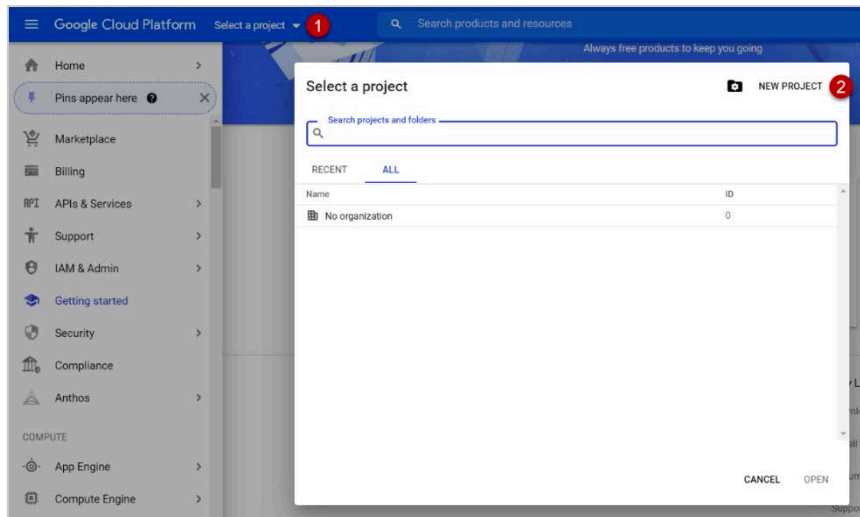 Google Cloud Platform Select a project 1 Search products and resources
Always free products to keep you going
Home
Pins appear here
Marketplace
Billing
API APIs & Services
Support
IAM & Admin
Getting started
Security
Compliance
Anthos
COMPUTE
App Engine
Compute Engine
Select a project NEW PROJECT 2
Search projects and folders
RECENT ALL
Name ID
No organization 0
CANCEL OPEN